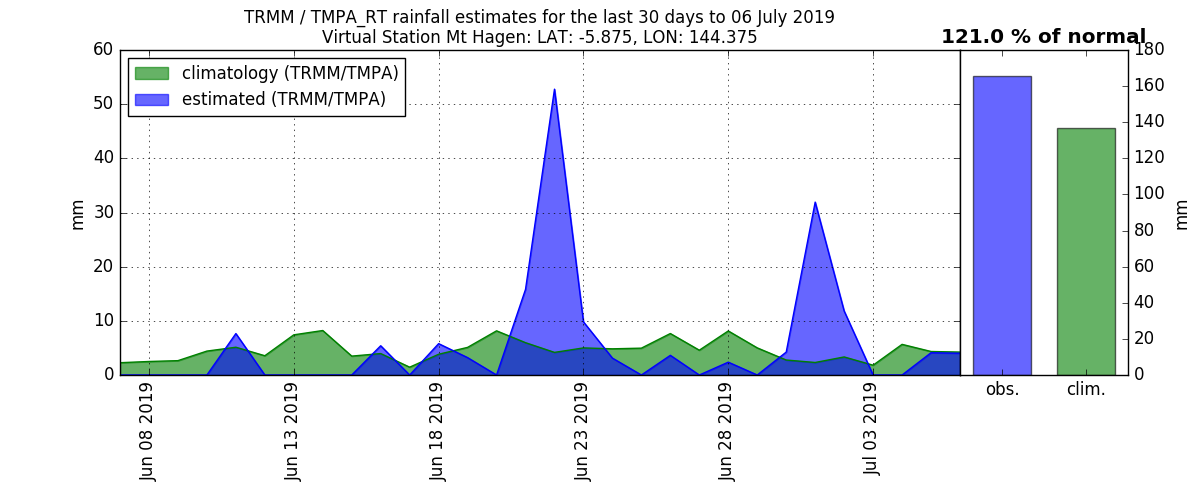 TRMM / TMPA_RT rainfall estimates for the last 30 days to 06 July 2019
Virtual Station Mt Hagen: LAT: -5.875, LON: 144.375
121.0 % of normal
climatology (TRMM/TMPA)
estimated (TRMM/TMPA)
60
50
40
30
20
10
0
mm
Jun 08 2019
Jun 13 2019
Jun 18 2019
Jun 23 2019
Jun 28 2019
Jul 03 2019
obs.
clim.
180
160
140
120
100
80
60
40
20
0
mm